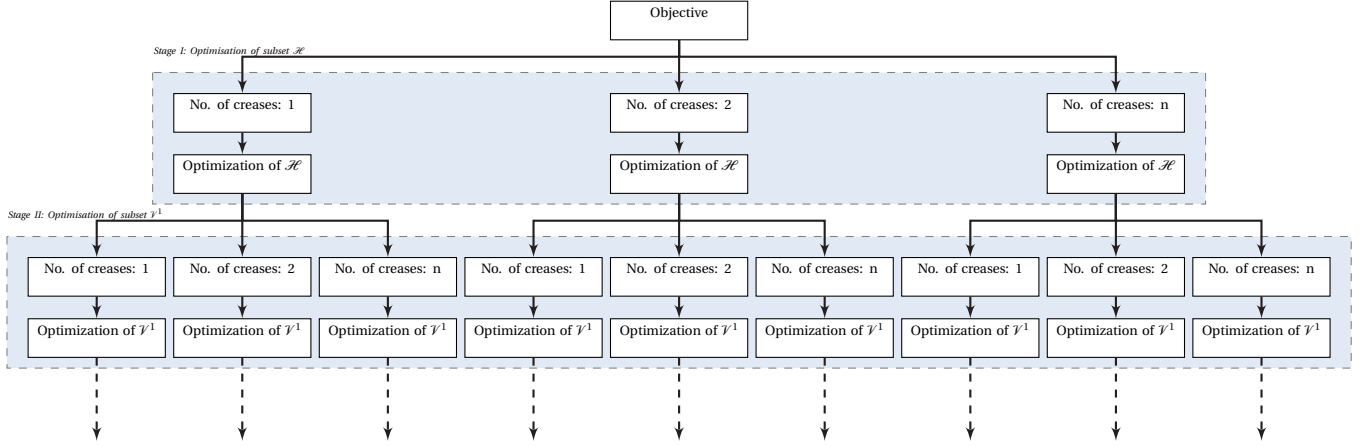 Objective
Stage I: Optimisation of subset ℋ
No. of creases: 1
No. of creases: 2
No. of creases: n
Optimization of ℋ
Optimization of ℋ
Optimization of ℋ
Stage II: Optimisation of subset 𝒱¹
No. of creases: 1
No. of creases: 2
No. of creases: n
No. of creases: 1
No. of creases: 2
No. of creases: n
No. of creases: 1
No. of creases: 2
No. of creases: n
Optimization of 𝒱¹
Optimization of 𝒱¹
Optimization of 𝒱¹
Optimization of 𝒱¹
Optimization of 𝒱¹
Optimization of 𝒱¹
Optimization of 𝒱¹
Optimization of 𝒱¹
Optimization of 𝒱¹